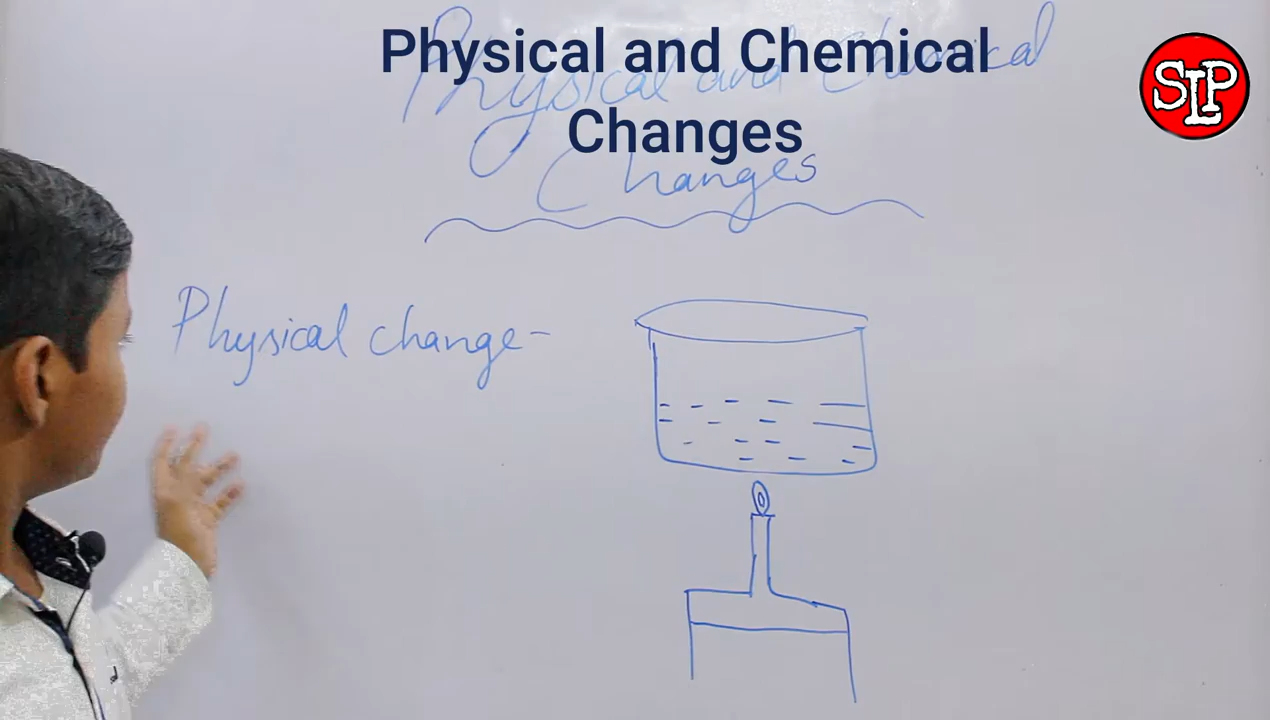 Physical and Chemical
Changes
Physical and Chemical
Changes
SLP
Physical change-